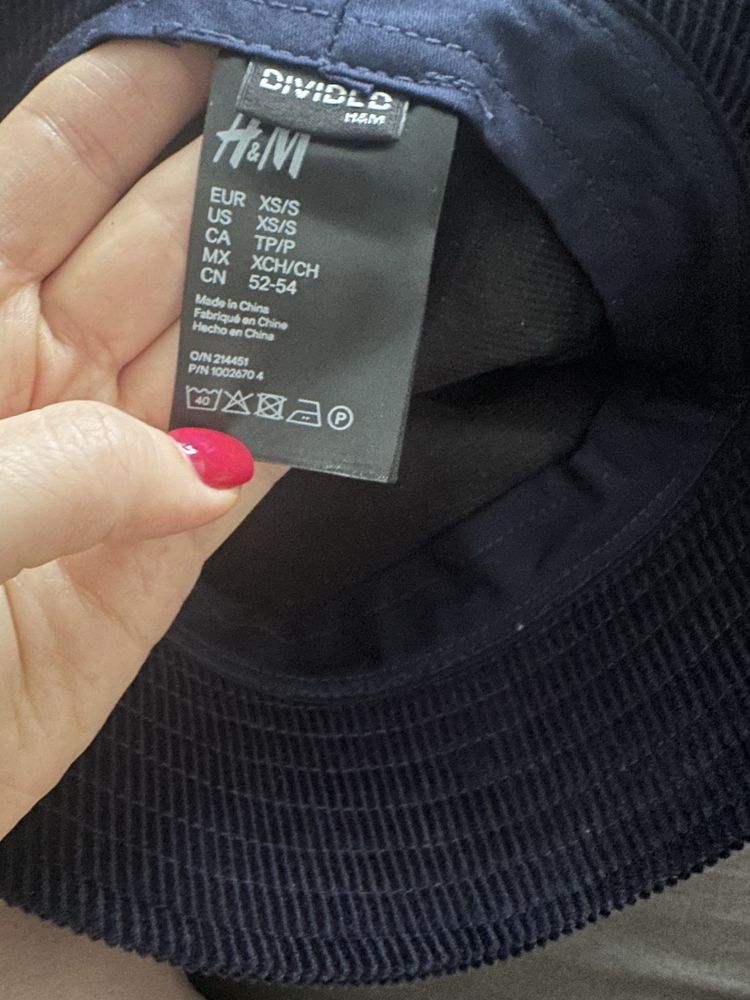 DIVIDED
H&M
H&M
EUR XS/S
US XS/S
CA TP/P
MX XCH/CH
CN 52-54
Made in China
Fabriqué en Chine
Hecho en China
O/N 214451
P/N 1002670 4
40
P